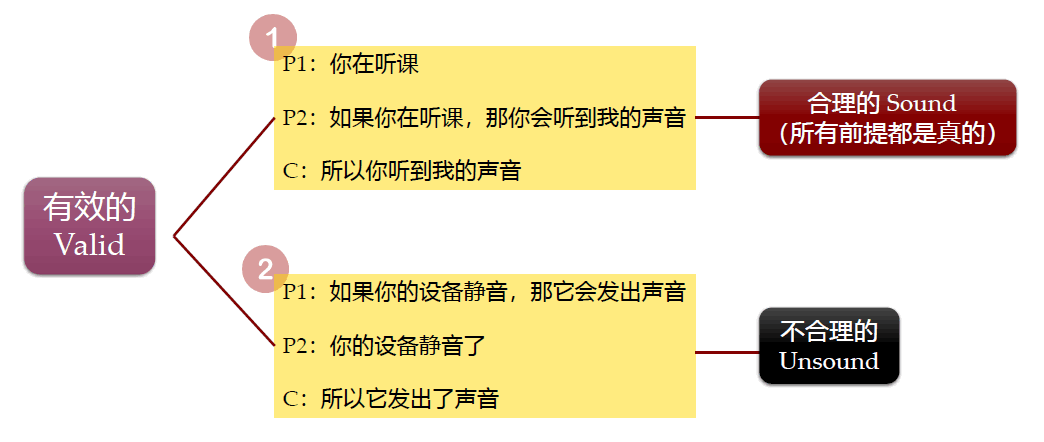 有效的
Valid
1
P1：你在听课
P2：如果你在听课，那你会听到我的声音
C：所以你听到我的声音
合理的 Sound
（所有前提都是真的）
2
P1：如果你的设备静音，那它会发出声音
P2：你的设备静音了
C：所以它发出了声音
不合理的
Unsound